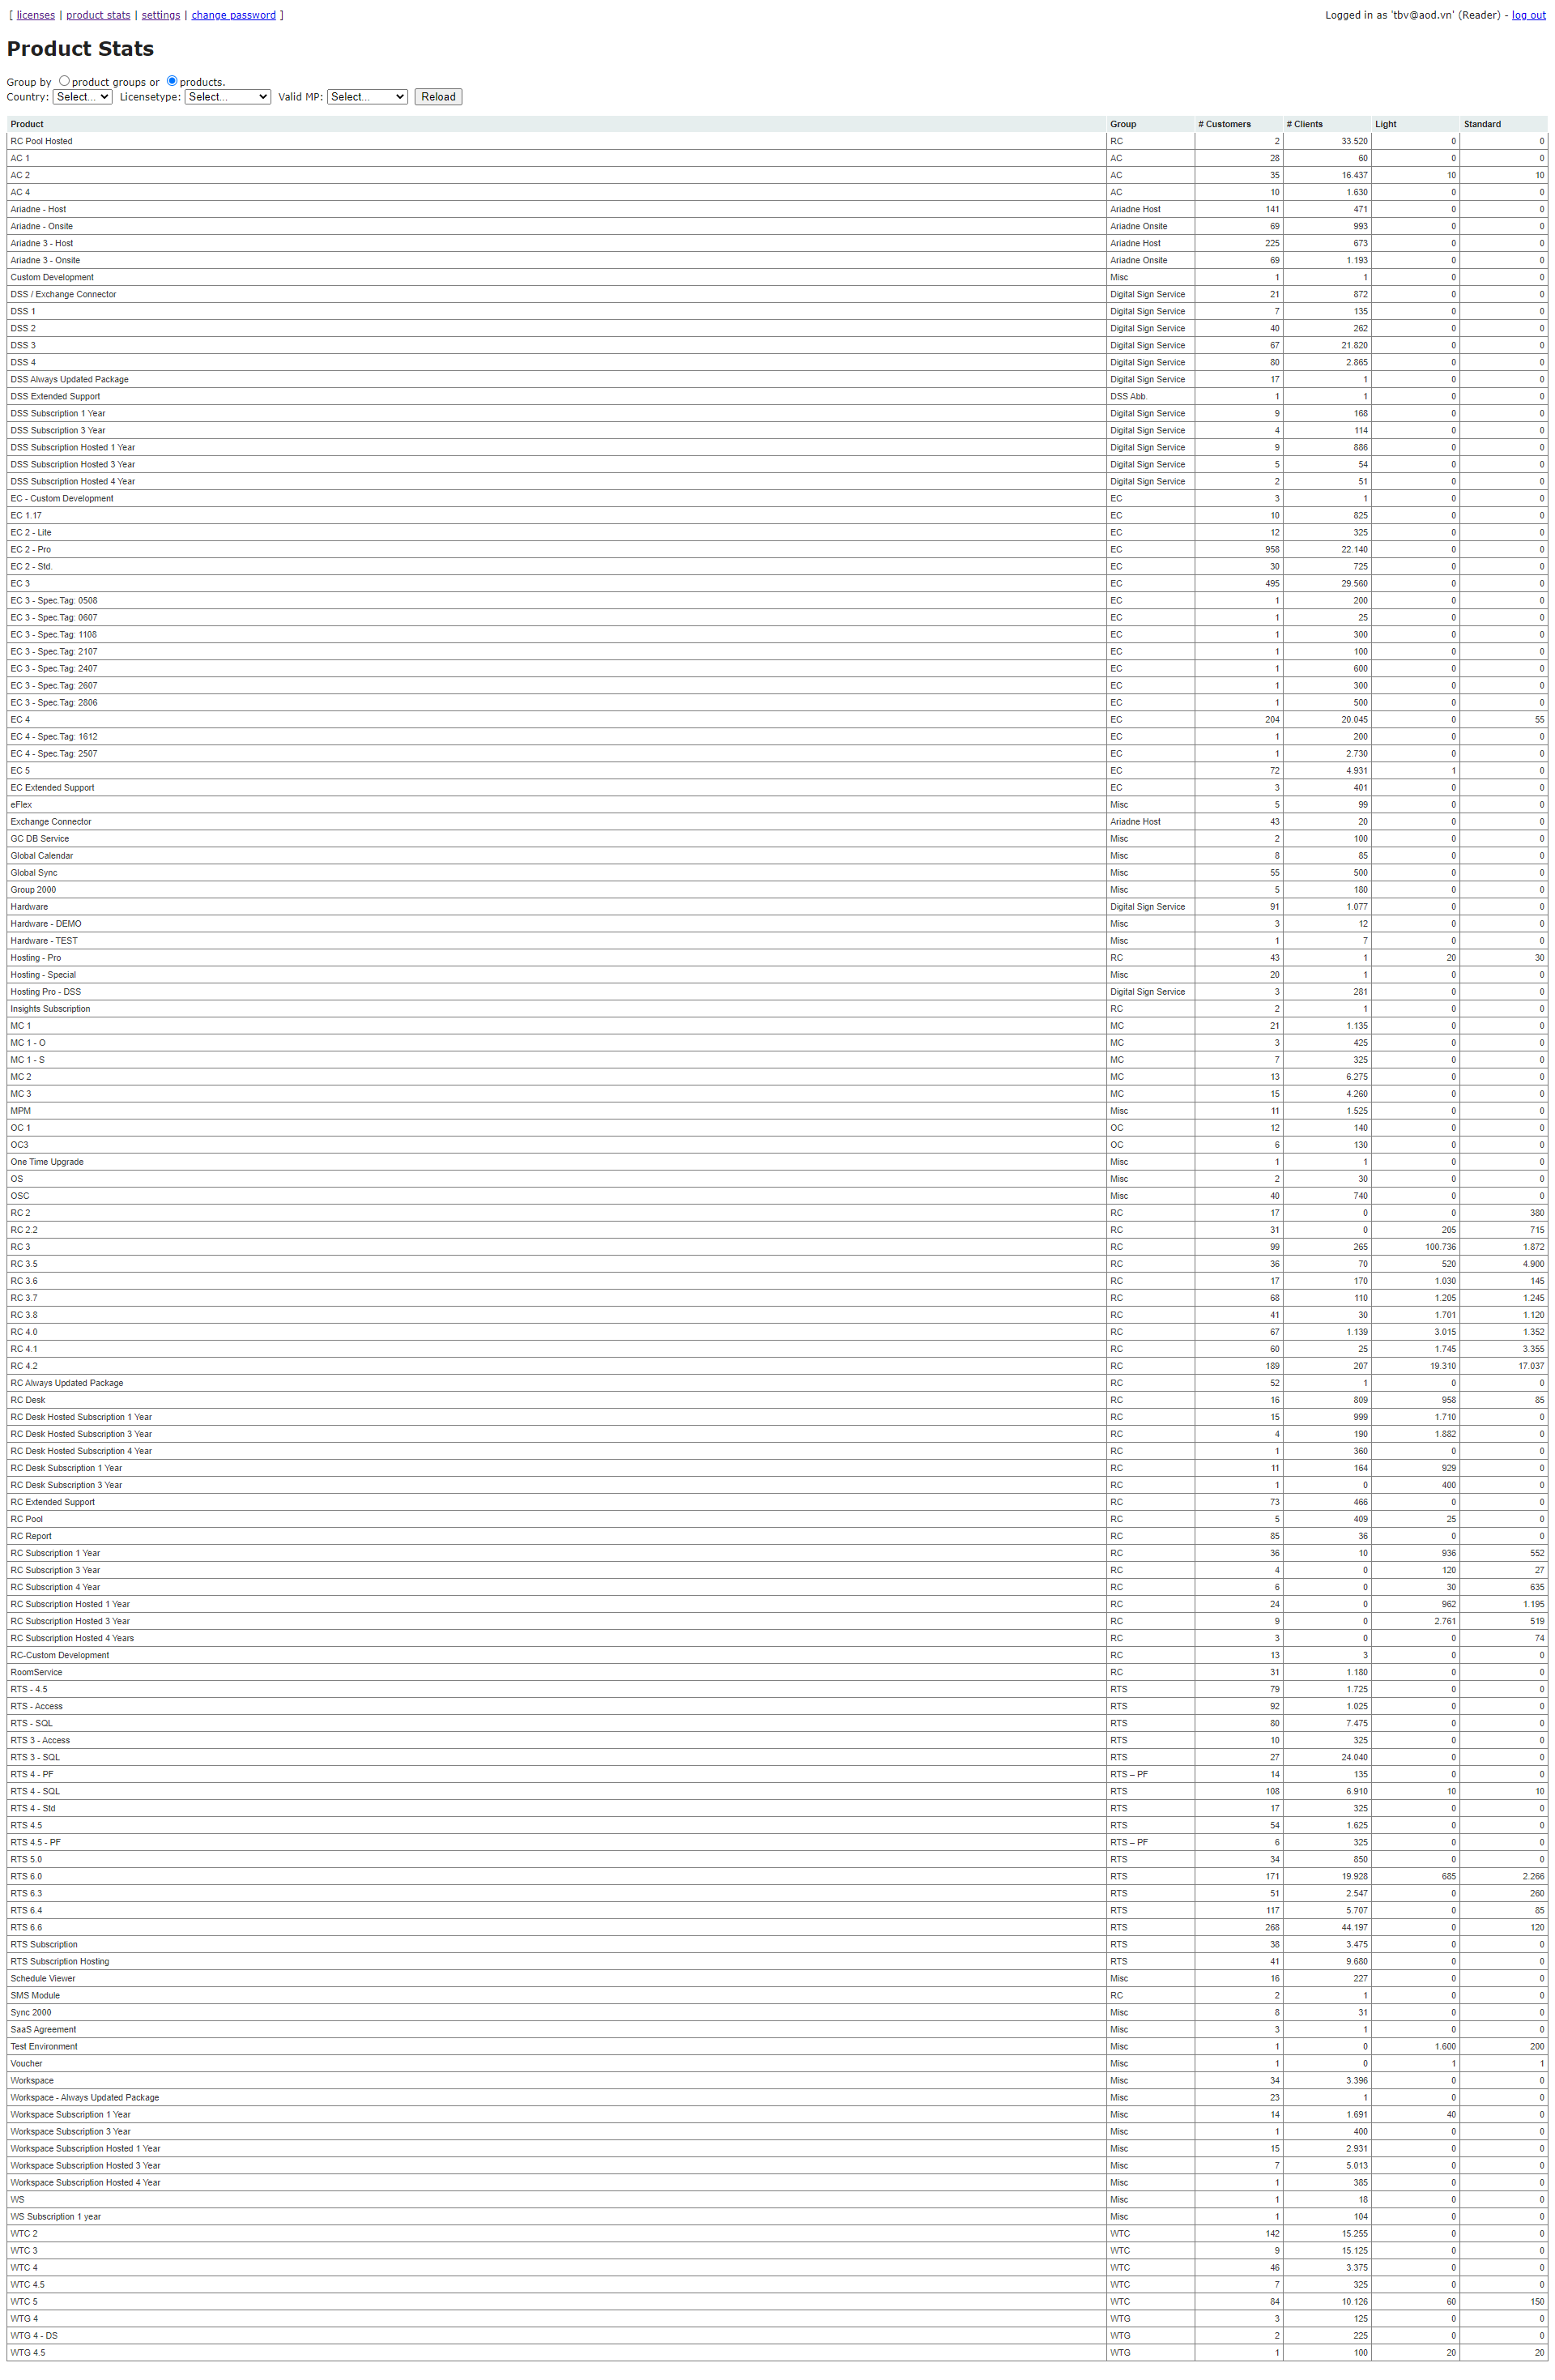 [ licenses | product stats | settings | change password ] Logged in as 'tbv@aod.vn' (Reader) - log out
Product Stats
Group by product groups or products.
Country: Select... Licensetype: Select... Valid MP: Select... Reload
Product Group # Customers # Clients Light Standard
RC Pool Hosted RC 2 33.520 0 0
AC 1 AC 28 60 0 0
AC 2 AC 35 16.437 10 10
AC 4 AC 10 1.630 0 0
Ariadne - Host Ariadne Host 141 471 0 0
Ariadne - Onsite Ariadne Onsite 69 993 0 0
Ariadne 3 - Host Ariadne Host 225 673 0 0
Ariadne 3 - Onsite Ariadne Onsite 69 1.193 0 0
Custom Development Misc 1 1 0 0
DSS / Exchange Connector Digital Sign Service 21 872 0 0
DSS 1 Digital Sign Service 7 135 0 0
DSS 2 Digital Sign Service 40 262 0 0
DSS 3 Digital Sign Service 67 21.820 0 0
DSS 4 Digital Sign Service 80 2.865 0 0
DSS Always Updated Package Digital Sign Service 17 1 0 0
DSS Extended Support DSS Abb. 1 1 0 0
DSS Subscription 1 Year Digital Sign Service 9 168 0 0
DSS Subscription 3 Year Digital Sign Service 4 114 0 0
DSS Subscription Hosted 1 Year Digital Sign Service 9 886 0 0
DSS Subscription Hosted 3 Year Digital Sign Service 5 54 0 0
DSS Subscription Hosted 4 Year Digital Sign Service 2 51 0 0
EC - Custom Development EC 3 1 0 0
EC 1.17 EC 10 825 0 0
EC 2 - Lite EC 12 325 0 0
EC 2 - Pro EC 958 22.140 0 0
EC 2 - Std. EC 30 725 0 0
EC 3 EC 495 29.560 0 0
EC 3 - Spec.Tag: 0508 EC 1 200 0 0
EC 3 - Spec.Tag: 0607 EC 1 25 0 0
EC 3 - Spec.Tag: 1108 EC 1 300 0 0
EC 3 - Spec.Tag: 2107 EC 1 100 0 0
EC 3 - Spec.Tag: 2407 EC 1 600 0 0
EC 3 - Spec.Tag: 2607 EC 1 300 0 0
EC 3 - Spec.Tag: 2806 EC 1 500 0 0
EC 4 EC 204 20.045 0 55
EC 4 - Spec.Tag: 1612 EC 1 200 0 0
EC 4 - Spec.Tag: 2507 EC 1 2.730 0 0
EC 5 EC 72 4.931 1 0
EC Extended Support EC 3 401 0 0
eFlex Misc 5 99 0 0
Exchange Connector Ariadne Host 43 20 0 0
GC DB Service Misc 2 100 0 0
Global Calendar Misc 8 85 0 0
Global Sync Misc 55 500 0 0
Group 2000 Misc 5 180 0 0
Hardware Digital Sign Service 91 1.077 0 0
Hardware - DEMO Misc 3 12 0 0
Hardware - TEST Misc 1 7 0 0
Hosting - Pro RC 43 1 20 30
Hosting - Special Misc 20 1 0 0
Hosting Pro - DSS Digital Sign Service 3 281 0 0
Insights Subscription RC 2 1 0 0
MC 1 MC 21 1.135 0 0
MC 1 - O MC 3 425 0 0
MC 1 - S MC 7 325 0 0
MC 2 MC 13 6.275 0 0
MC 3 MC 15 4.260 0 0
MPM Misc 11 1.525 0 0
OC 1 OC 12 140 0 0
OC3 OC 6 130 0 0
One Time Upgrade Misc 1 1 0 0
OS Misc 2 30 0 0
OSC Misc 40 740 0 0
RC 2 RC 17 0 0 380
RC 2.2 RC 31 0 205 715
RC 3 RC 99 265 100.736 1.872
RC 3.5 RC 36 70 520 4.900
RC 3.6 RC 17 170 1.030 145
RC 3.7 RC 68 110 1.205 1.245
RC 3.8 RC 41 30 1.701 1.120
RC 4.0 RC 67 1.139 3.015 1.352
RC 4.1 RC 60 25 1.745 3.355
RC 4.2 RC 189 207 19.310 17.037
RC Always Updated Package RC 52 1 0 0
RC Desk RC 16 809 958 85
RC Desk Hosted Subscription 1 Year RC 15 999 1.710 0
RC Desk Hosted Subscription 3 Year RC 4 190 1.882 0
RC Desk Hosted Subscription 4 Year RC 1 360 0 0
RC Desk Subscription 1 Year RC 11 164 929 0
RC Desk Subscription 3 Year RC 1 0 400 0
RC Extended Support RC 73 466 0 0
RC Pool RC 5 409 25 0
RC Report RC 85 36 0 0
RC Subscription 1 Year RC 36 10 936 552
RC Subscription 3 Year RC 4 0 120 27
RC Subscription 4 Year RC 6 0 30 635
RC Subscription Hosted 1 Year RC 24 0 962 1.195
RC Subscription Hosted 3 Year RC 9 0 2.761 519
RC Subscription Hosted 4 Years RC 3 0 0 74
RC-Custom Development RC 13 3 0 0
RoomService RC 31 1.180 0 0
RTS - 4.5 RTS 79 1.725 0 0
RTS - Access RTS 92 1.025 0 0
RTS - SQL RTS 80 7.475 0 0
RTS 3 - Access RTS 10 325 0 0
RTS 3 - SQL RTS 27 24.040 0 0
RTS 4 - PF RTS – PF 14 135 0 0
RTS 4 - SQL RTS 108 6.910 10 10
RTS 4 - Std RTS 17 325 0 0
RTS 4.5 RTS 54 1.625 0 0
RTS 4.5 - PF RTS – PF 6 325 0 0
RTS 5.0 RTS 34 850 0 0
RTS 6.0 RTS 171 19.928 685 2.266
RTS 6.3 RTS 51 2.547 0 260
RTS 6.4 RTS 117 5.707 0 85
RTS 6.6 RTS 268 44.197 0 120
RTS Subscription RTS 38 3.475 0 0
RTS Subscription Hosting RTS 41 9.680 0 0
Schedule Viewer Misc 16 227 0 0
SMS Module RC 2 1 0 0
Sync 2000 Misc 8 31 0 0
SaaS Agreement Misc 3 1 0 0
Test Environment Misc 1 0 1.600 200
Voucher Misc 1 0 1 1
Workspace Misc 34 3.396 0 0
Workspace - Always Updated Package Misc 23 1 0 0
Workspace Subscription 1 Year Misc 14 1.691 40 0
Workspace Subscription 3 Year Misc 1 400 0 0
Workspace Subscription Hosted 1 Year Misc 15 2.931 0 0
Workspace Subscription Hosted 3 Year Misc 7 5.013 0 0
Workspace Subscription Hosted 4 Year Misc 1 385 0 0
WS Misc 1 18 0 0
WS Subscription 1 year Misc 1 104 0 0
WTC 2 WTC 142 15.255 0 0
WTC 3 WTC 9 15.125 0 0
WTC 4 WTC 46 3.375 0 0
WTC 4.5 WTC 7 325 0 0
WTC 5 WTC 84 10.126 60 150
WTG 4 WTG 3 125 0 0
WTG 4 - DS WTG 2 225 0 0
WTG 4.5 WTG 1 100 20 20